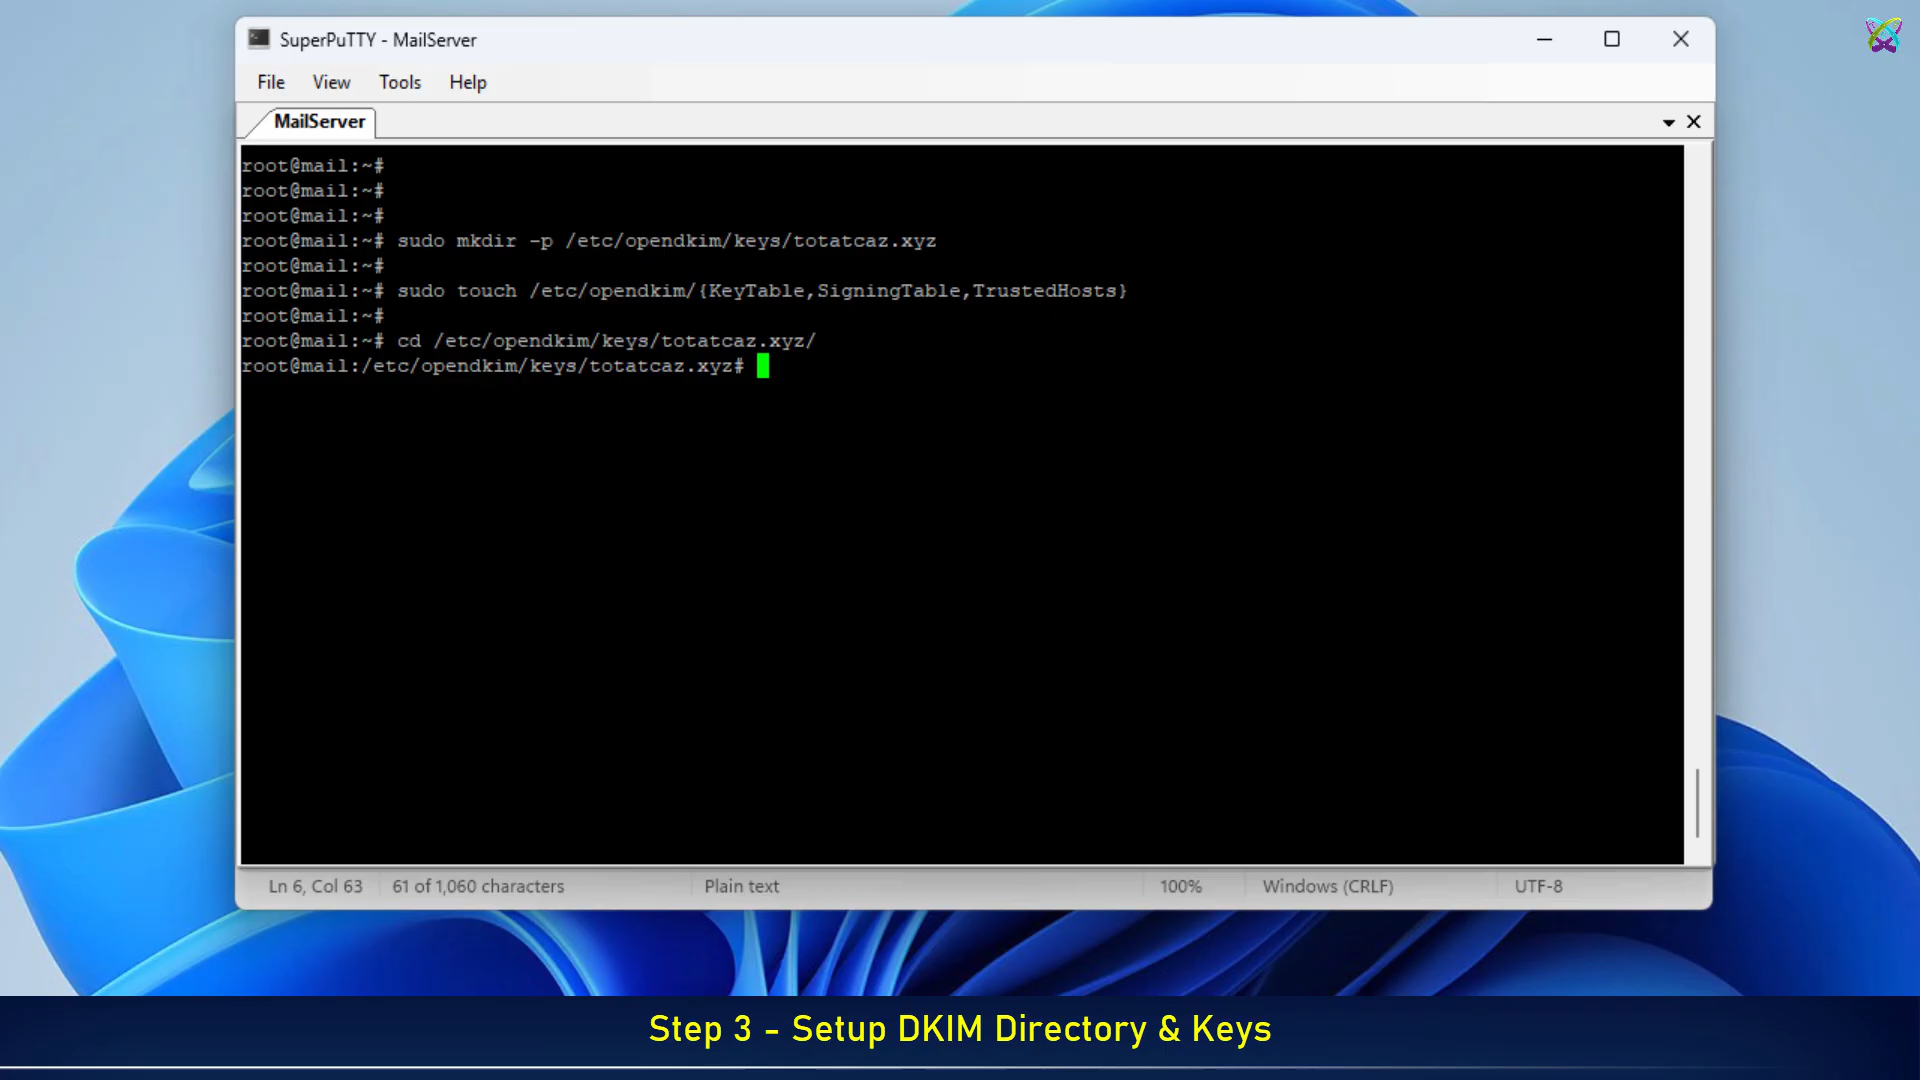 SuperPuTTY - MailServer
File View Tools Help
MailServer
root@mail:~#
root@mail:~#
root@mail:~#
root@mail:~# sudo mkdir -p /etc/opendkim/keys/totatcaz.xyz
root@mail:~#
root@mail:~# sudo touch /etc/opendkim/{KeyTable,SigningTable,TrustedHosts}
root@mail:~#
root@mail:~# cd /etc/opendkim/keys/totatcaz.xyz/
root@mail:/etc/opendkim/keys/totatcaz.xyz#
Ln 6, Col 63 61 of 1,060 characters Plain text 100% Windows (CRLF) UTF-8
Step 3 - Setup DKIM Directory & Keys